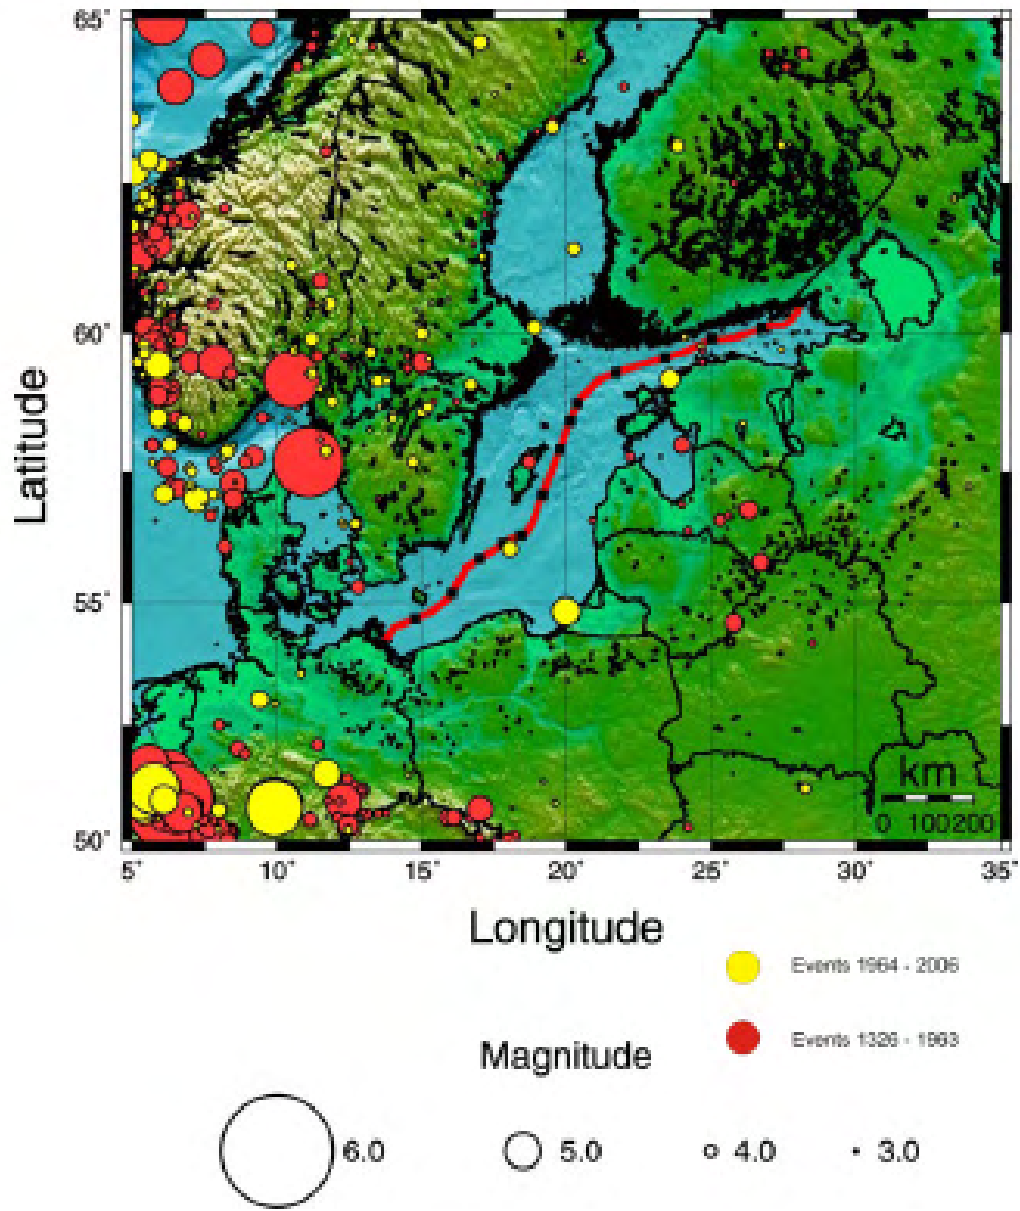 65˚
60˚
55˚
50˚
Latitude
km
0 100200
5˚ 10˚ 15˚ 20˚ 25˚ 30˚ 35˚
Longitude
Events 1964 - 2006
Events 1326 - 1963
Magnitude
6.0 5.0 4.0 3.0